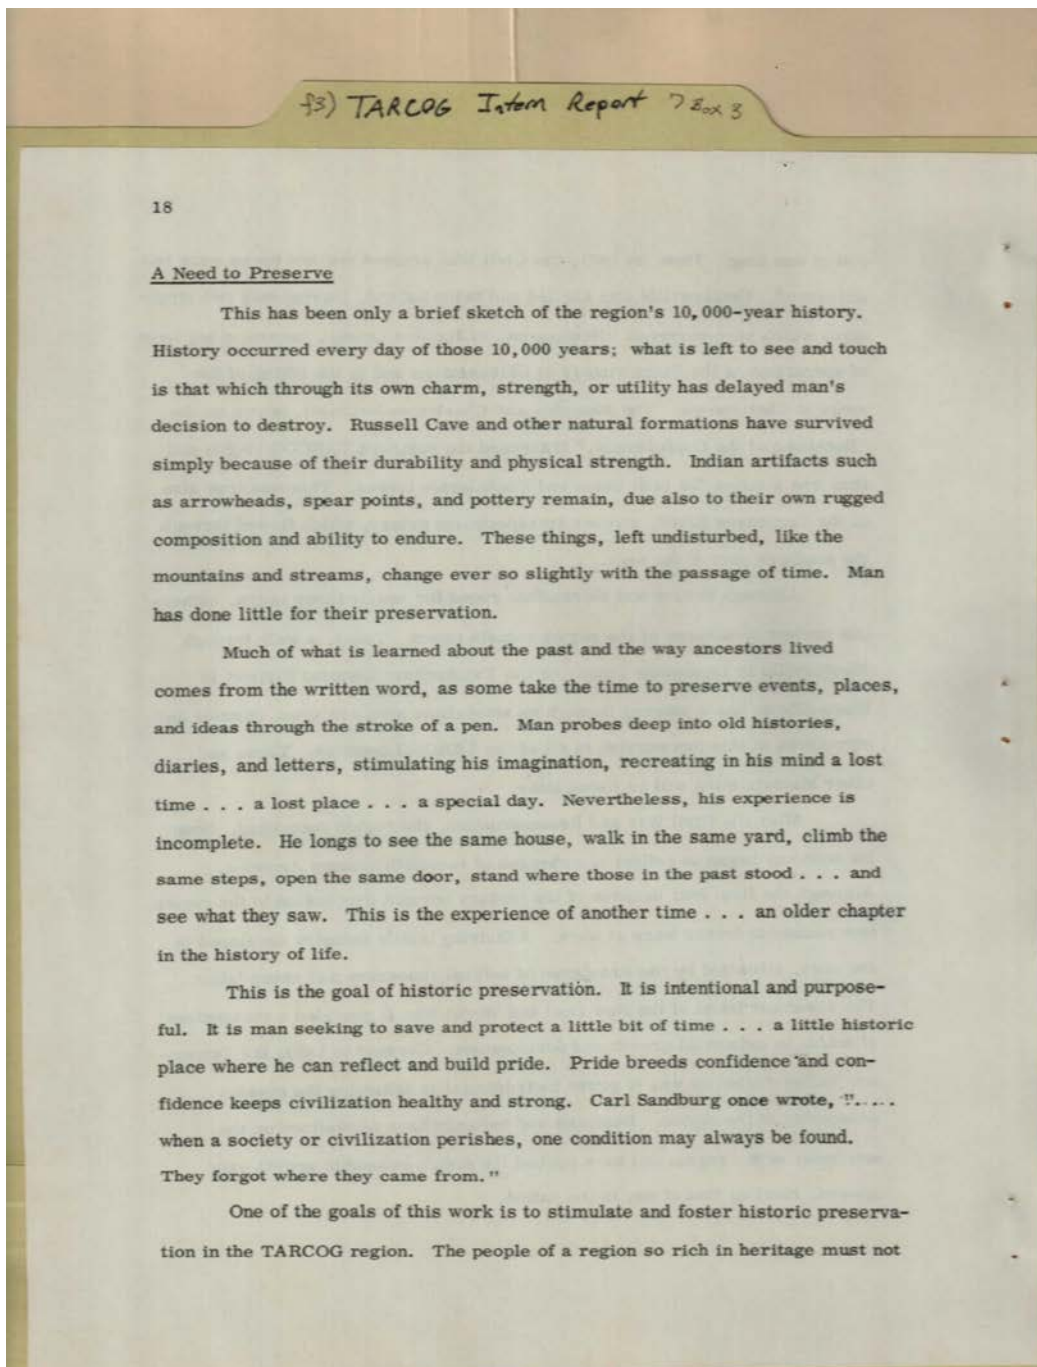 f3) TARCOG Intern Report 7 Box 3
18
A Need to Preserve
This has been only a brief sketch of the region's 10,000-year history.
History occurred every day of those 10,000 years; what is left to see and touch
is that which through its own charm, strength, or utility has delayed man's
decision to destroy. Russell Cave and other natural formations have survived
simply because of their durability and physical strength. Indian artifacts such
as arrowheads, spear points, and pottery remain, due also to their own rugged
composition and ability to endure. These things, left undisturbed, like the
mountains and streams, change ever so slightly with the passage of time. Man
has done little for their preservation.
Much of what is learned about the past and the way ancestors lived
comes from the written word, as some take the time to preserve events, places,
and ideas through the stroke of a pen. Man probes deep into old histories,
diaries, and letters, stimulating his imagination, recreating in his mind a lost
time . . . a lost place . . . a special day. Nevertheless, his experience is
incomplete. He longs to see the same house, walk in the same yard, climb the
same steps, open the same door, stand where those in the past stood . . . and
see what they saw. This is the experience of another time . . . an older chapter
in the history of life.
This is the goal of historic preservation. It is intentional and purpose-
ful. It is man seeking to save and protect a little bit of time . . . a little historic
place where he can reflect and build pride. Pride breeds confidence and con-
fidence keeps civilization healthy and strong. Carl Sandburg once wrote, ".....
when a society or civilization perishes, one condition may always be found.
They forgot where they came from."
One of the goals of this work is to stimulate and foster historic preserva-
tion in the TARCOG region. The people of a region so rich in heritage must not